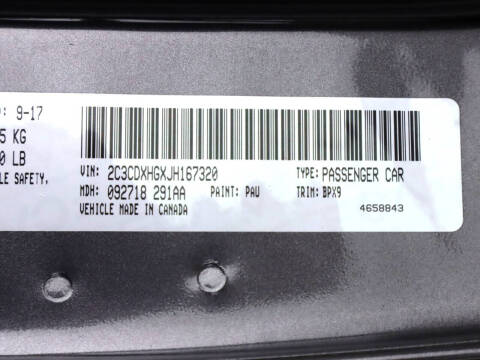 : 9-17
5 KG
0 LB
LE SAFETY,
VIN: 2C3CDXHGXJH167320 TYPE: PASSENGER CAR
MDH: 092718 291AA PAINT: PAU TRIM: BPX9
VEHICLE MADE IN CANADA
4658843